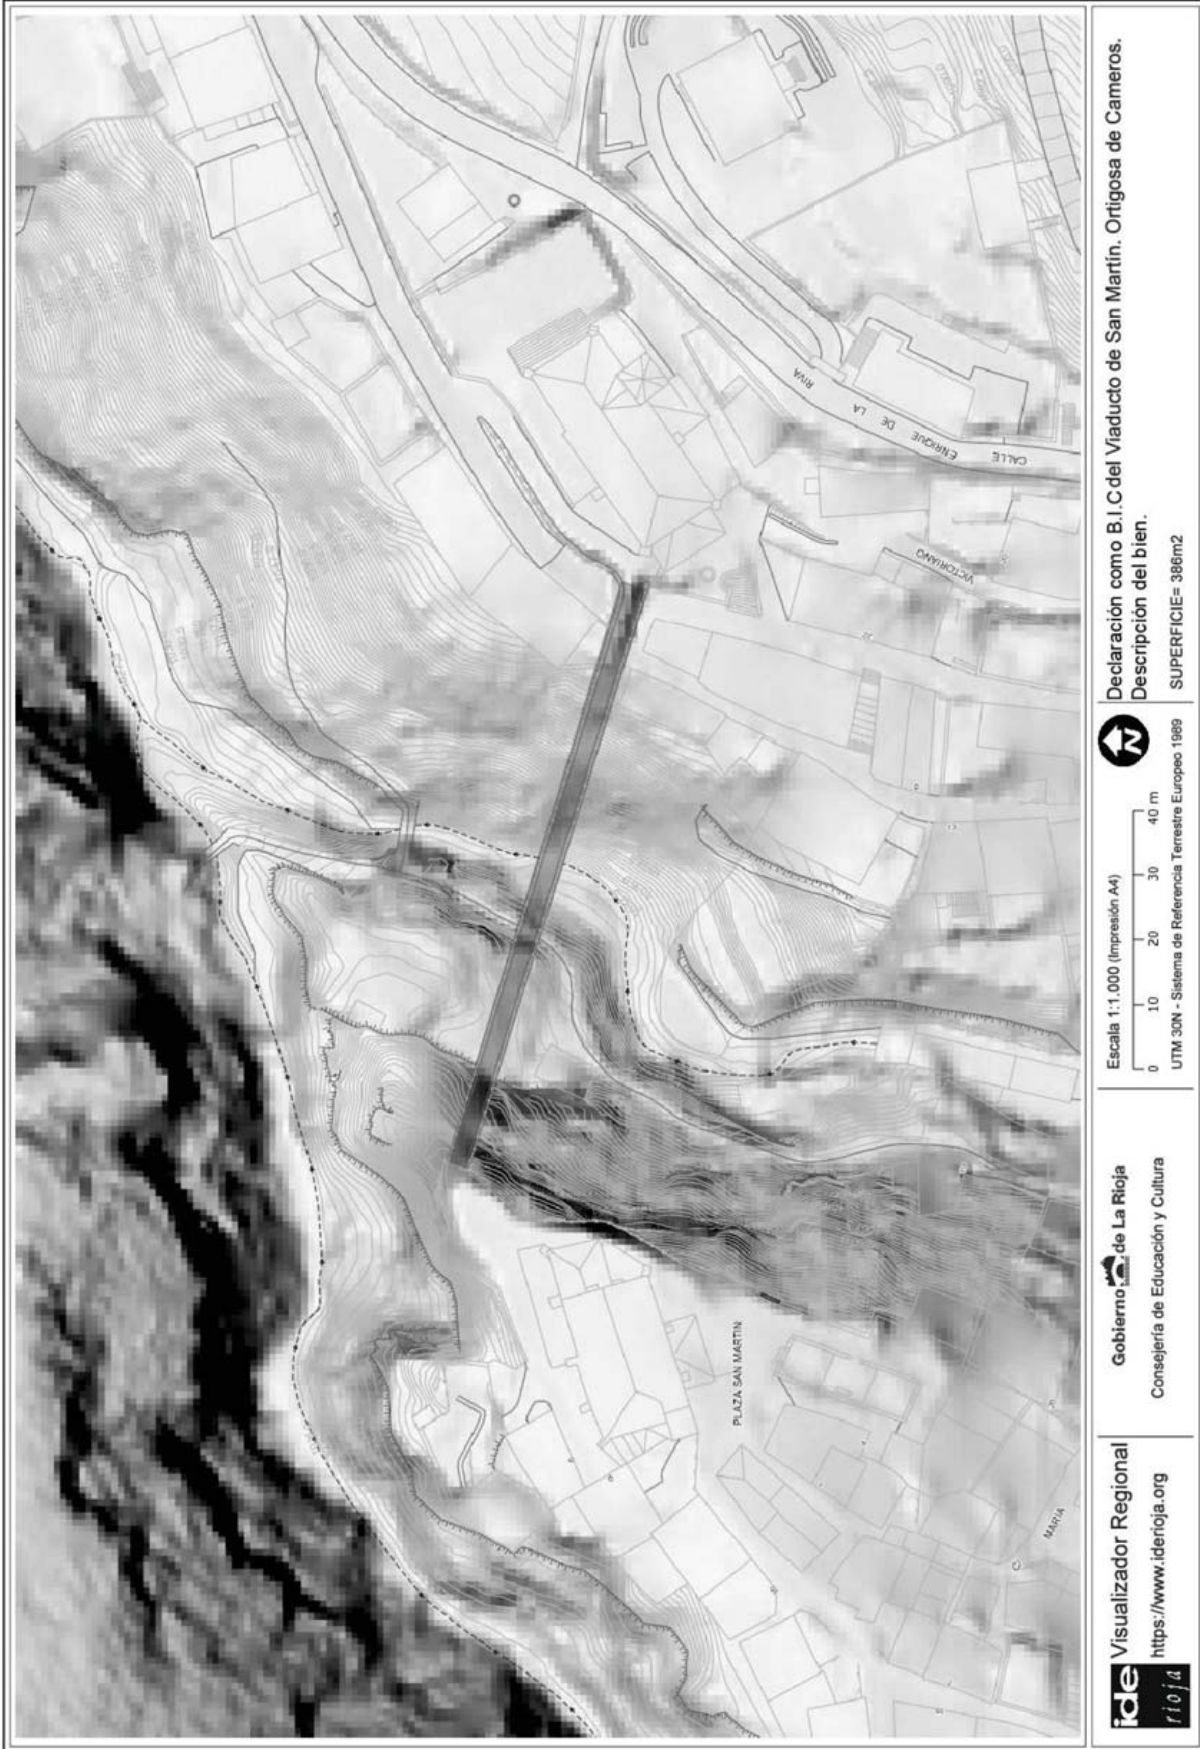 PLAZA SAN MARTIN
MARIA
CALLE ENRIQUE DE LA RIVA
VICTORIANO
ide Visualizador Regional
rioja https://www.iderioja.org
Gobierno de La Rioja
Consejería de Educación y Cultura
Escala 1:1.000 (Impresión A4)
0 10 20 30 40 m
UTM 30N - Sistema de Referencia Terrestre Europeo 1989
N
Declaración como B.I.C del Viaducto de San Martín. Ortigosa de Cameros.
Descripción del bien.
SUPERFICIE= 386m2